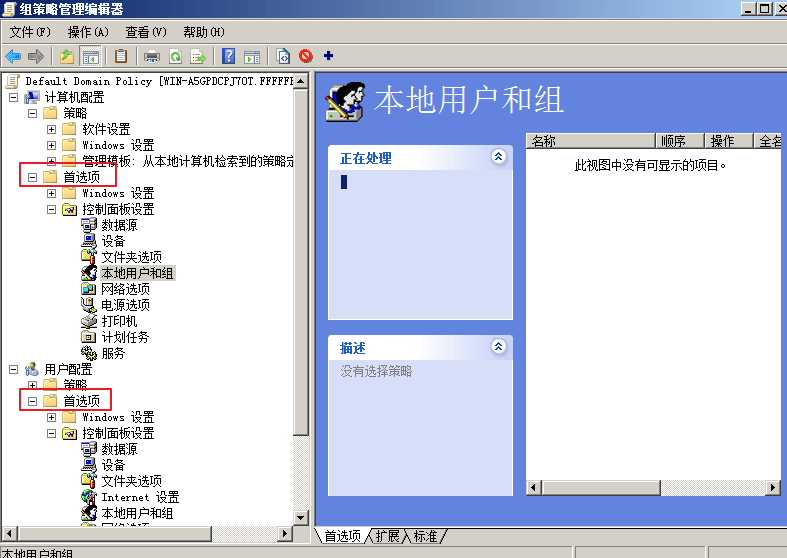 组策略管理编辑器
文件(F) 操作(A) 查看(V) 帮助(H)
Default Domain Policy [WIN-A5GPDCPJ7OT.FFFFFF
计算机配置
策略
软件设置
Windows 设置
管理模板: 从本地计算机检索到的策略定
首选项
Windows 设置
控制面板设置
数据源
设备
文件夹选项
本地用户和组
网络选项
电源选项
打印机
计划任务
服务
用户配置
策略
首选项
Windows 设置
控制面板设置
数据源
设备
文件夹选项
Internet 设置
本地用户和组
网络选项
本地用户和组
正在处理
描述
没有选择策略
名称 顺序 操作 全名
此视图中没有可显示的项目。
首选项 扩展 标准
本地用户和组